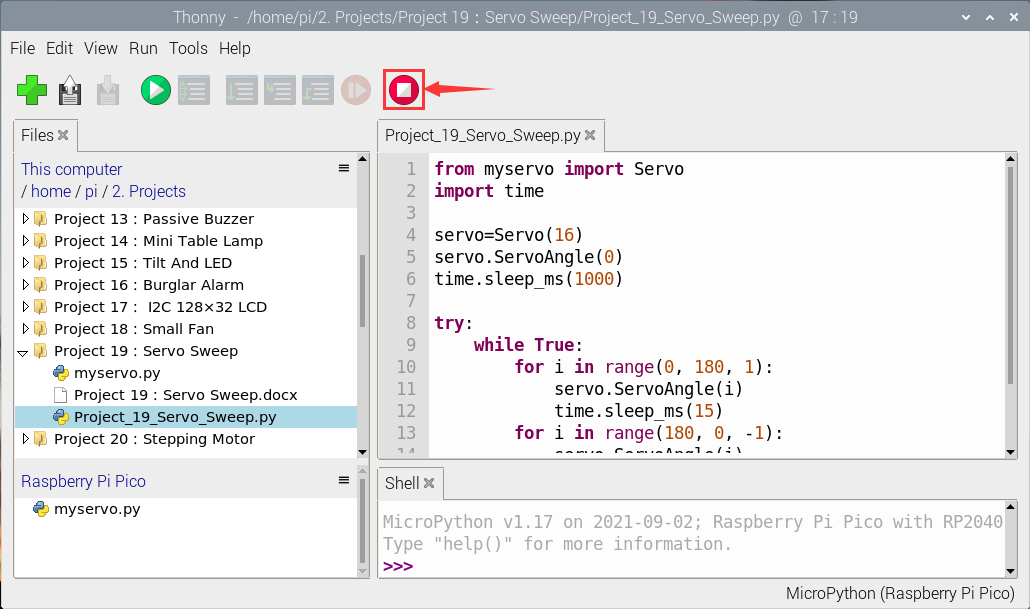 Thonny - /home/pi/2. Projects/Project 19 : Servo Sweep/Project_19_Servo_Sweep.py @ 17 : 19
File Edit View Run Tools Help
Files
This computer
/ home / pi / 2. Projects
Project 13 : Passive Buzzer
Project 14 : Mini Table Lamp
Project 15 : Tilt And LED
Project 16 : Burglar Alarm
Project 17 : I2C 128×32 LCD
Project 18 : Small Fan
Project 19 : Servo Sweep
myservo.py
Project 19 : Servo Sweep.docx
Project_19_Servo_Sweep.py
Project 20 : Stepping Motor
Raspberry Pi Pico
myservo.py
Project_19_Servo_Sweep.py
1 from myservo import Servo
2 import time
3
4 servo=Servo(16)
5 servo.ServoAngle(0)
6 time.sleep_ms(1000)
7
8 try:
9     while True:
10         for i in range(0, 180, 1):
11             servo.ServoAngle(i)
12             time.sleep_ms(15)
13         for i in range(180, 0, -1):
14             servo.ServoAngle(i)
Shell
MicroPython v1.17 on 2021-09-02; Raspberry Pi Pico with RP2040
Type "help()" for more information.
>>>
MicroPython (Raspberry Pi Pico)